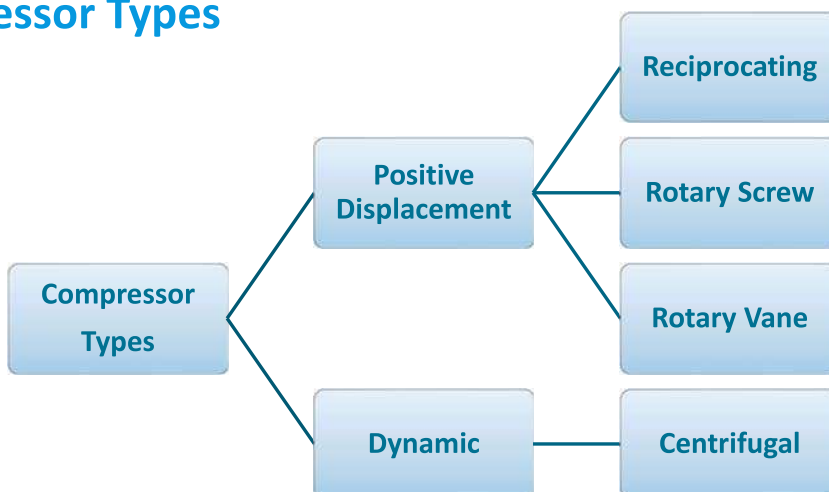 essor Types
Reciprocating
Positive
Displacement
Rotary Screw
Compressor
Types
Rotary Vane
Dynamic
Centrifugal